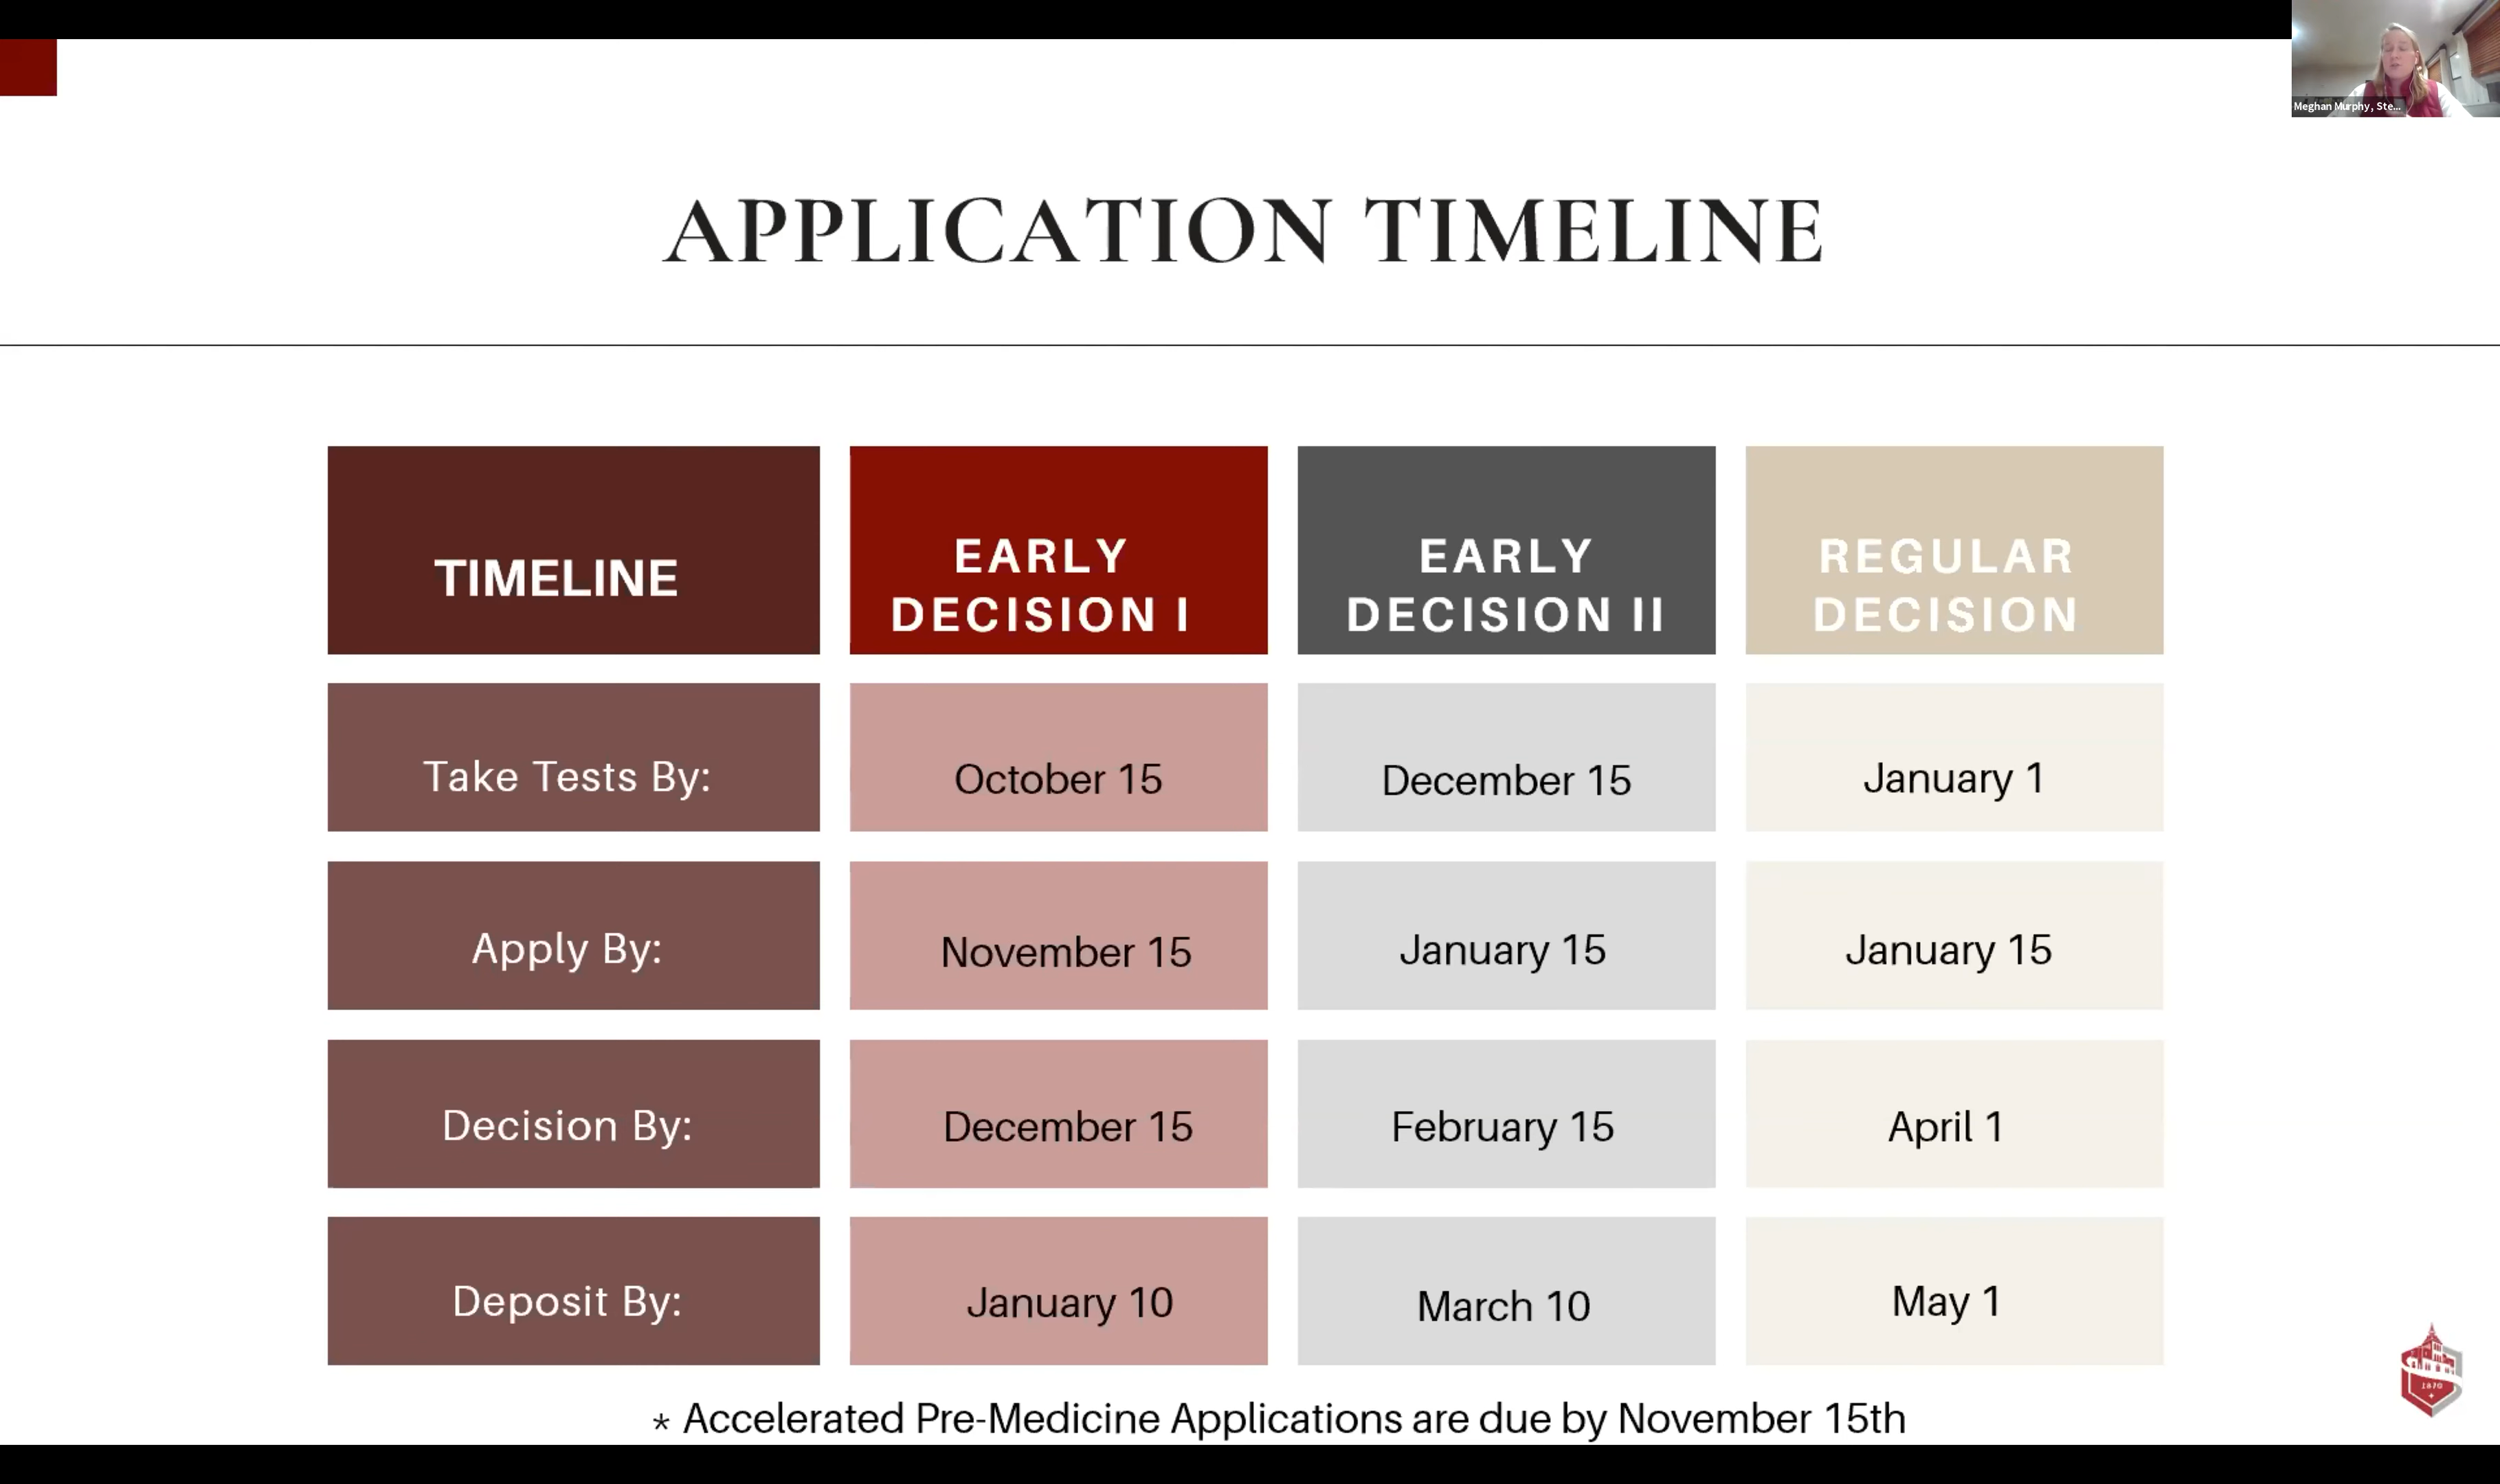 Meghan Murphy, Ste...
APPLICATION TIMELINE
TIMELINE
EARLY
DECISION I
EARLY
DECISION II
REGULAR
DECISION
Take Tests By:
October 15
December 15
January 1
Apply By:
November 15
January 15
January 15
Decision By:
December 15
February 15
April 1
Deposit By:
January 10
March 10
May 1
1870
* Accelerated Pre-Medicine Applications are due by November 15th